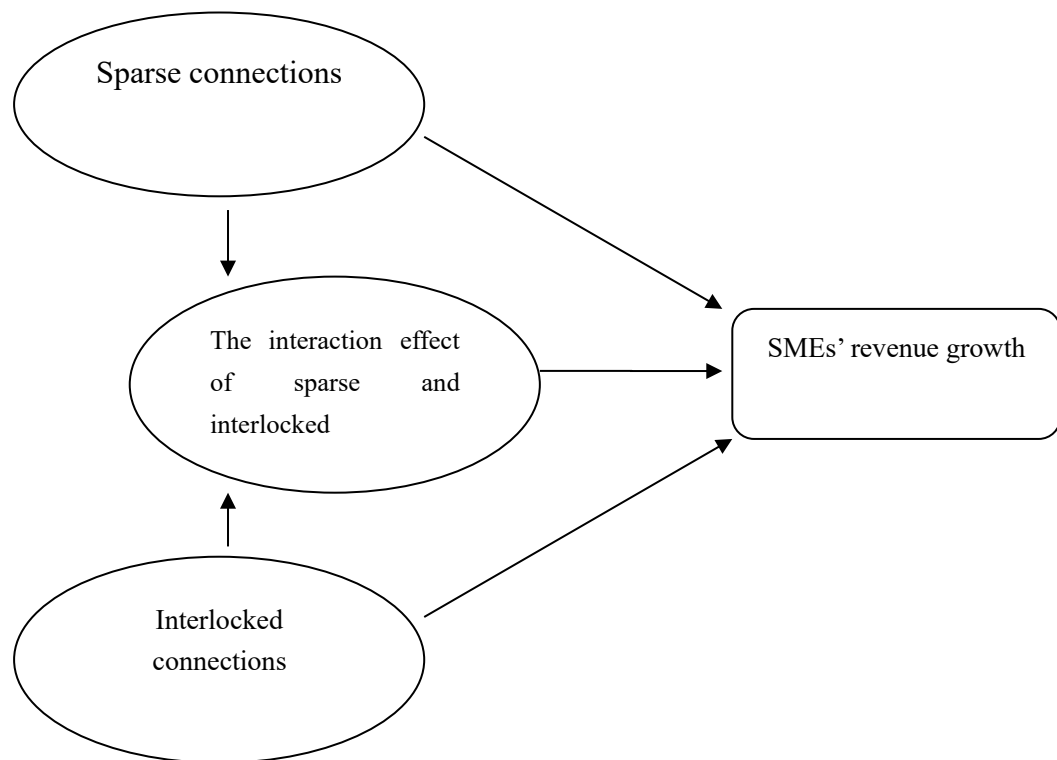 Sparse connections
The interaction effect
of sparse and
interlocked
SMEs’ revenue growth
Interlocked
connections